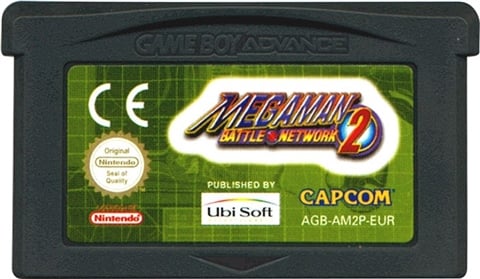 GAME BOY ADVANCE
CE
MEGAMAN
BATTLE NETWORK 2
Original
Nintendo
Seal of
Quality
PUBLISHED BY
Ubi Soft
CAPCOM
Nintendo
AGB-AM2P-EUR